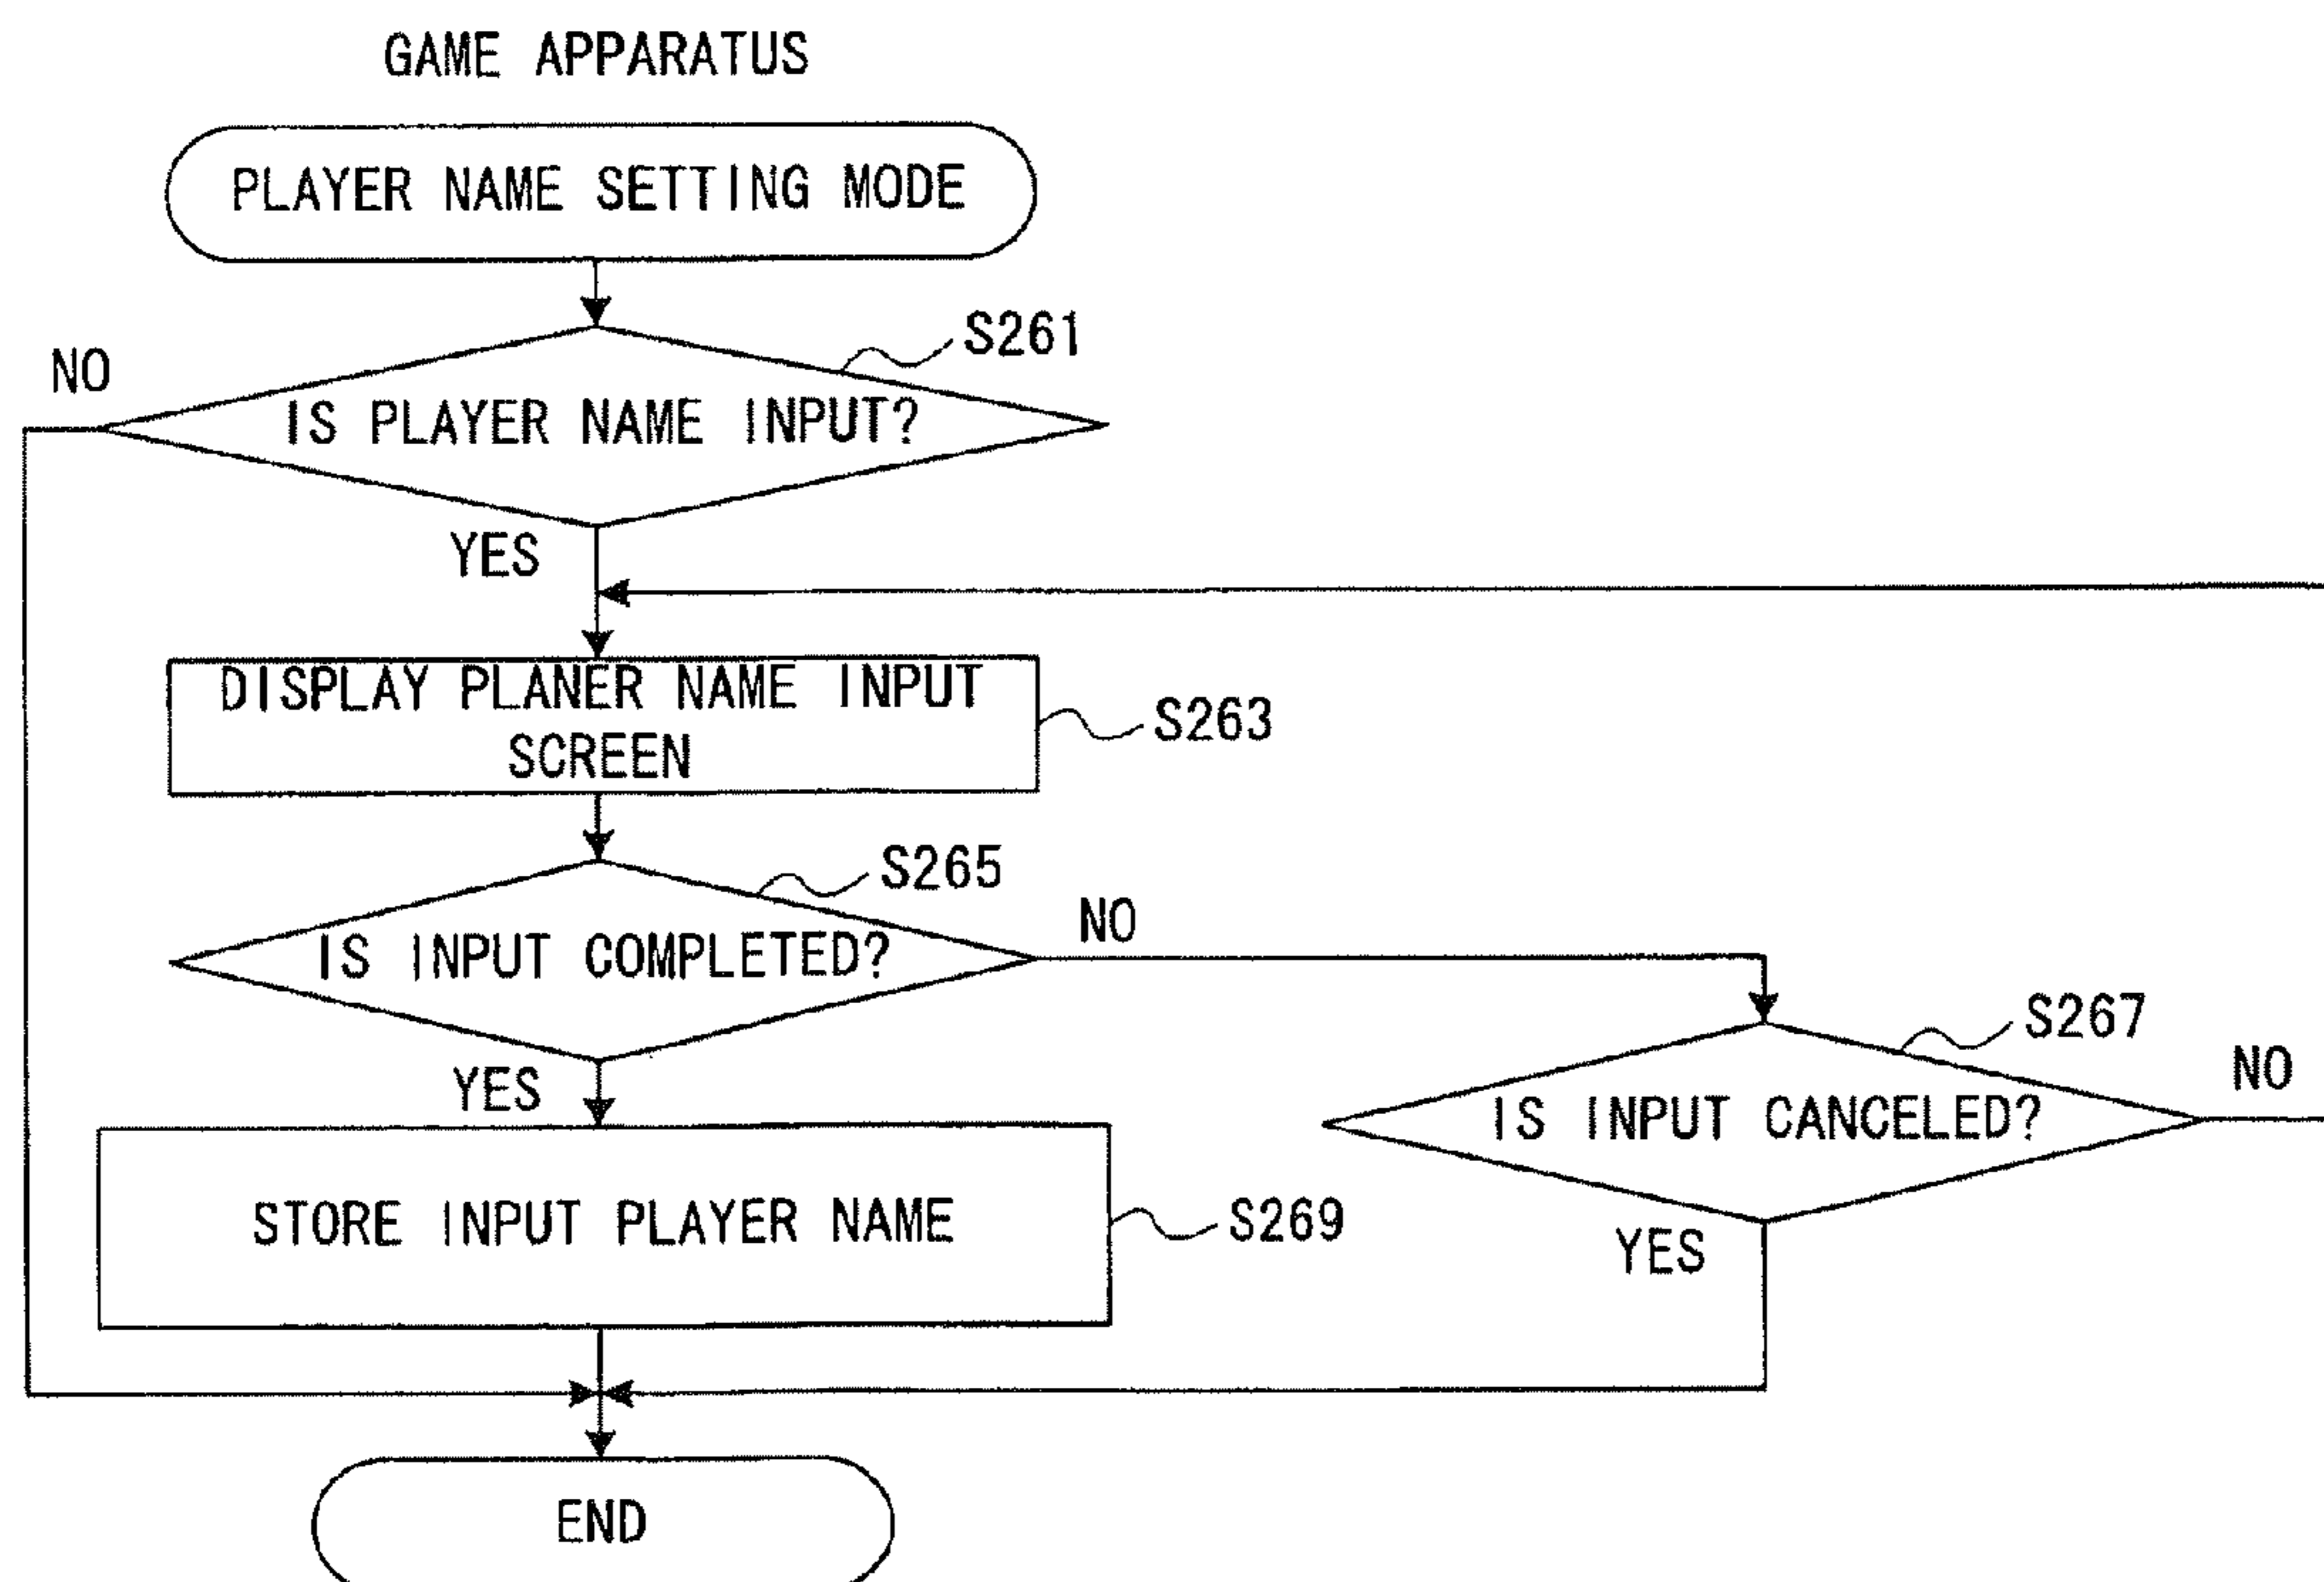 GAME APPARATUS
PLAYER NAME SETTING MODE
S261
NO
IS PLAYER NAME INPUT?
YES
DISPLAY PLANER NAME INPUT
SCREEN
S263
S265
NO
IS INPUT COMPLETED?
S267
NO
YES
IS INPUT CANCELED?
STORE INPUT PLAYER NAME
S269
YES
END